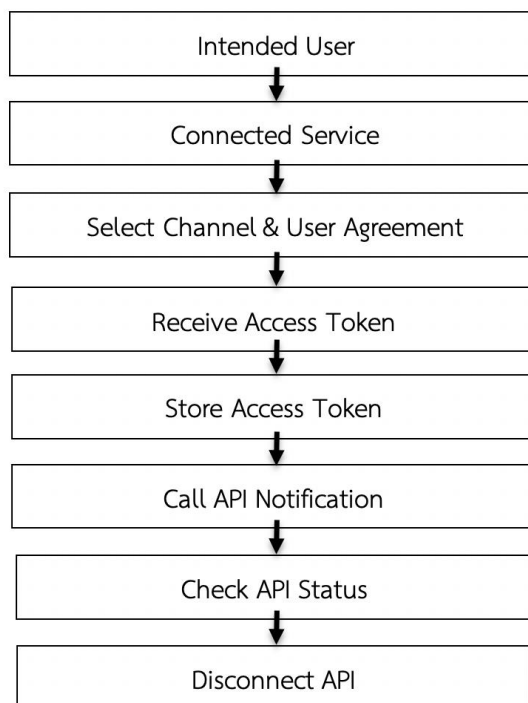 Intended User
Connected Service
Select Channel & User Agreement
Receive Access Token
Store Access Token
Call API Notification
Check API Status
Disconnect API